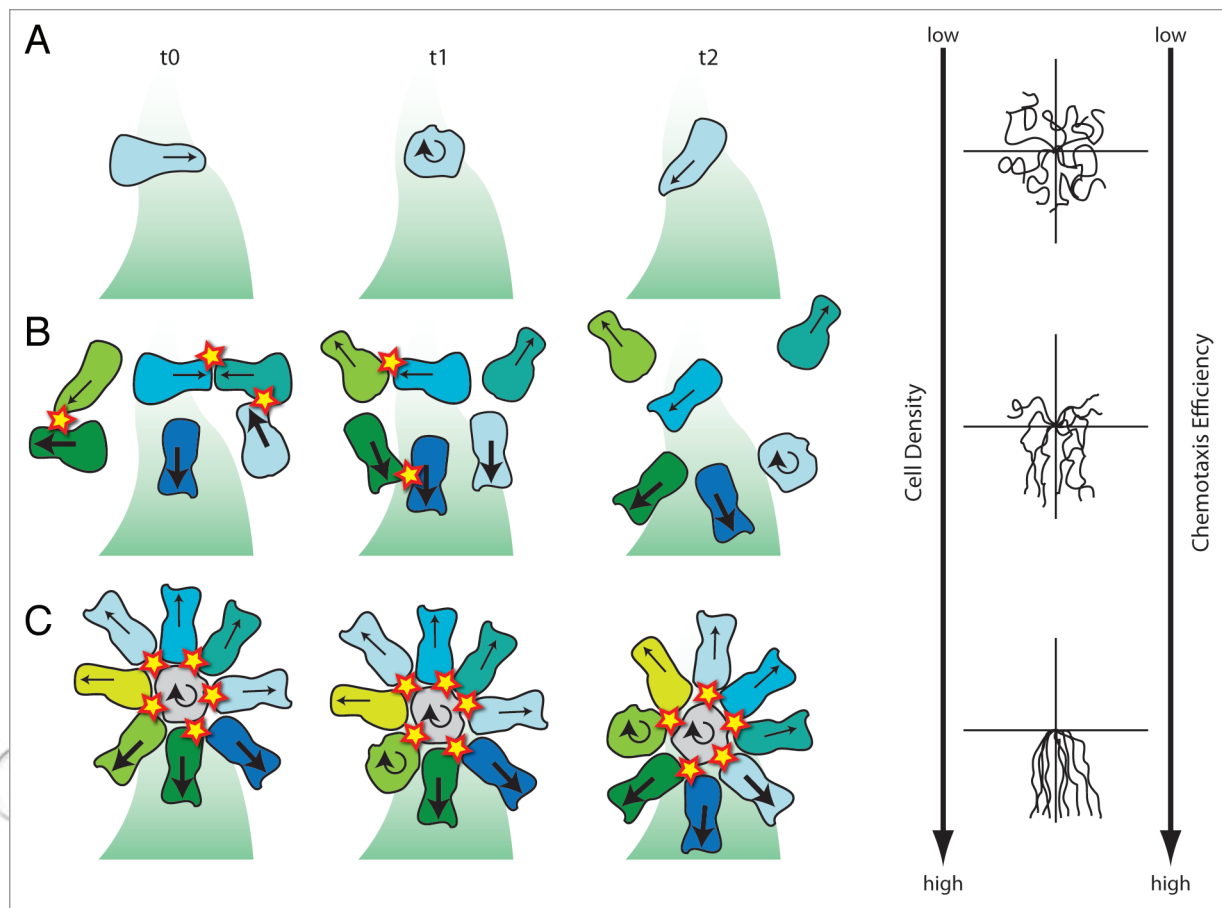 A
t0
t1
t2
low
low
B
Cell Density
Chemotaxis Efficiency
C
high
high